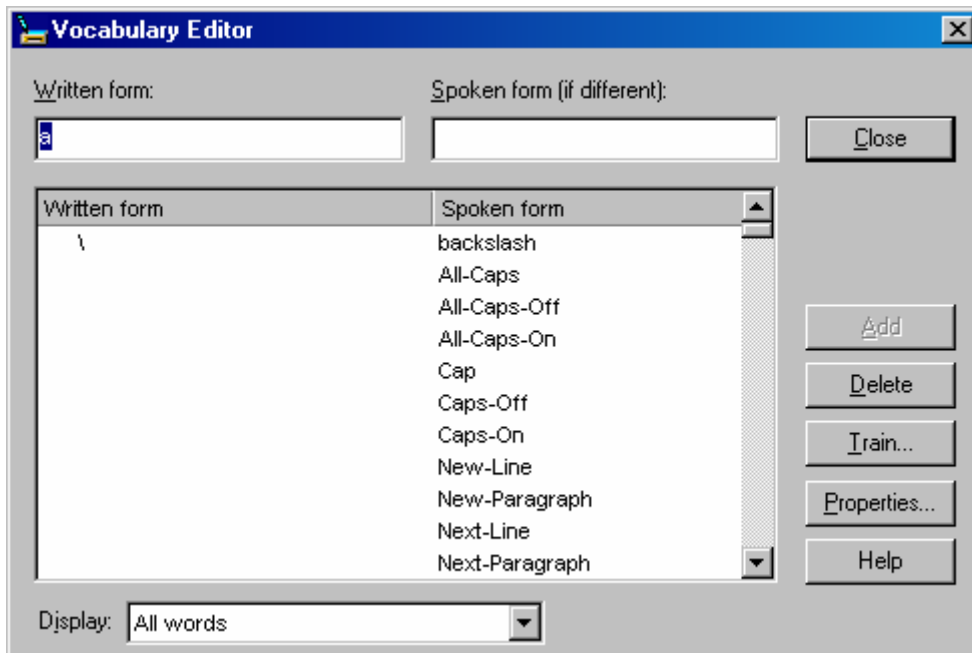 Vocabulary Editor
Written form: Spoken form (if different):
a Close
Written form Spoken form
\ backslash
All-Caps
All-Caps-Off
All-Caps-On
Add
Cap
Delete
Caps-Off
Caps-On
Train...
New-Line
New-Paragraph
Properties...
Next-Line
Next-Paragraph
Help
Display: All words